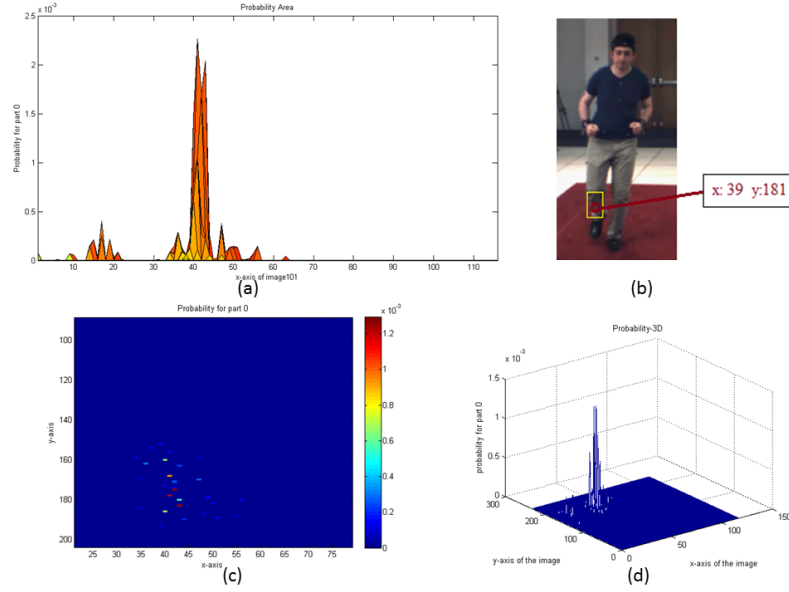 Probability Area
x 10⁻³
2.5
2
1.5
1
0.5
0
Probability for part 0
10 20 30 40 50 60 70 80 90 100 110
x-axis of image101
(a)
x: 39 y:181
(b)
Probability for part 0
x 10⁻³
100
120
140
160
180
200
y-axis
25 30 35 40 45 50 55 60 65 70 75
x-axis
1.2
1
0.8
0.6
0.4
0.2
0
(c)
Probability-3D
x 10⁻³
1.5
1
0.5
0
probability for part 0
300
200
100
0
y-axis of the image
0
50
100
150
x-axis of the image
(d)